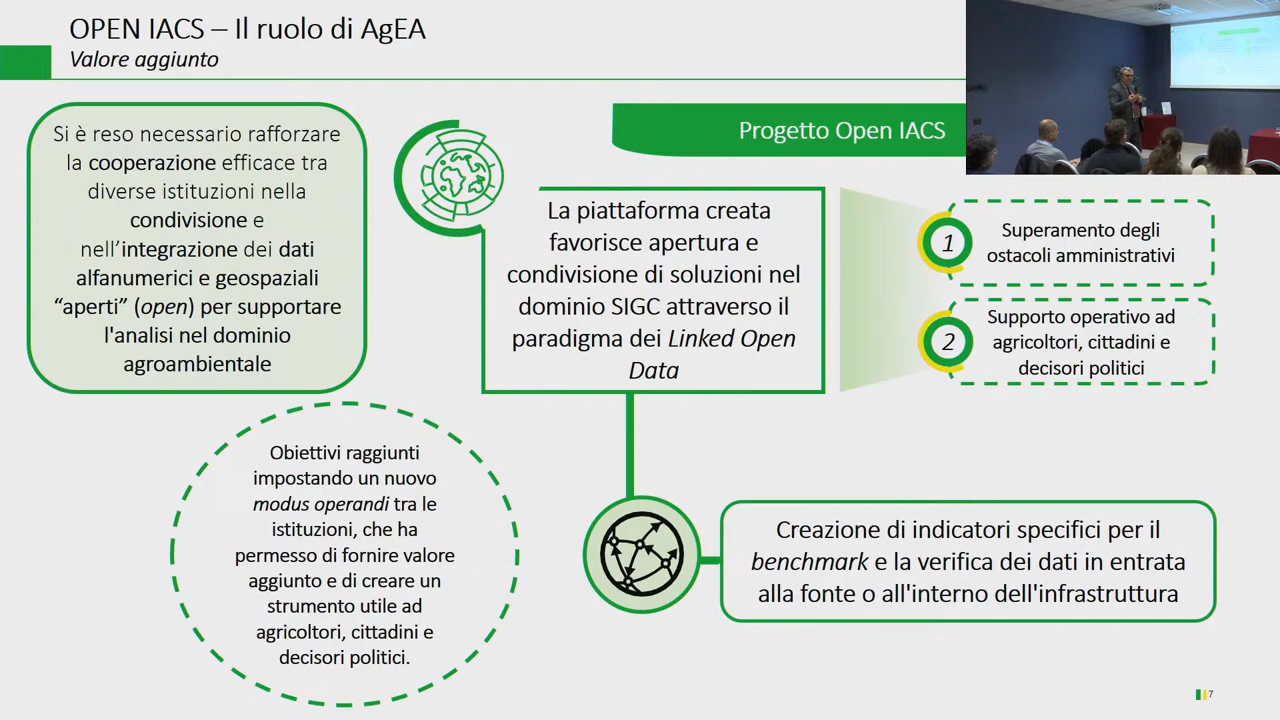 OPEN IACS – Il ruolo di AgEA
Valore aggiunto
Si è reso necessario rafforzare
la cooperazione efficace tra
diverse istituzioni nella
condivisione e
nell’integrazione dei dati
alfanumerici e geospaziali
“aperti” (open) per supportare
l'analisi nel dominio
agroambientale
Progetto Open IACS
La piattaforma creata
favorisce apertura e
condivisione di soluzioni nel
dominio SIGC attraverso il
paradigma dei Linked Open
Data
1
Superamento degli
ostacoli amministrativi
2
Supporto operativo ad
agricoltori, cittadini e
decisori politici
Obiettivi raggiunti
impostando un nuovo
modus operandi tra le
istituzioni, che ha
permesso di fornire valore
aggiunto e di creare un
strumento utile ad
agricoltori, cittadini e
decisori politici.
Creazione di indicatori specifici per il
benchmark e la verifica dei dati in entrata
alla fonte o all'interno dell'infrastruttura
7